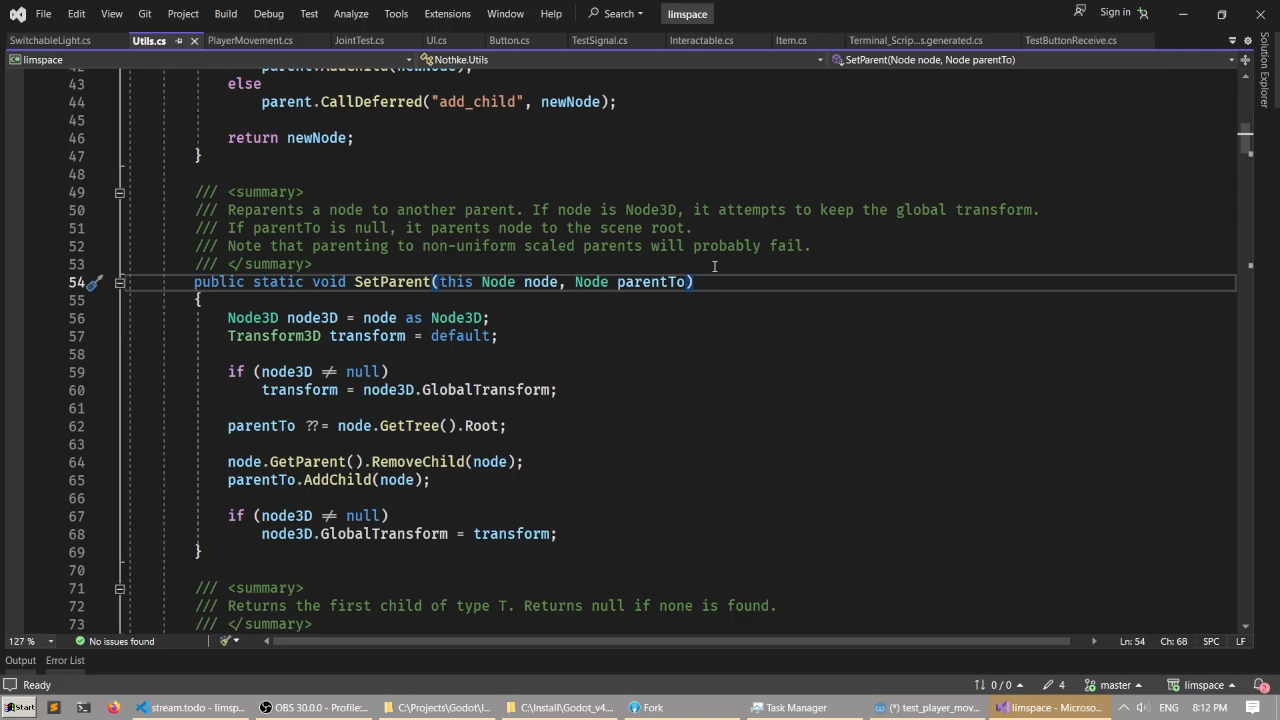 File Edit View Git Project Build Debug Test Analyze Tools Extensions Window Help Search limspace Sign in
SwitchableLight.cs Utils.cs PlayerMovement.cs JointTest.cs UI.cs Button.cs TestSignal.cs Interactable.cs Item.cs Terminal_Scrip...s.generated.cs TestButtonReceive.cs
limspace Nothke.Utils SetParent(Node node, Node parentTo)
Solution Explorer
42 parent.AddChild(newNode);
43 else
44 parent.CallDeferred("add_child", newNode);
45
46 return newNode;
47 }
48
49 /// <summary>
50 /// Reparents a node to another parent. If node is Node3D, it attempts to keep the global transform.
51 /// If parentTo is null, it parents node to the scene root.
52 /// Note that parenting to non-uniform scaled parents will probably fail.
53 /// </summary>
54 public static void SetParent(this Node node, Node parentTo)
55 {
56 Node3D node3D = node as Node3D;
57 Transform3D transform = default;
58
59 if (node3D ≠ null)
60 transform = node3D.GlobalTransform;
61
62 parentTo ??= node.GetTree().Root;
63
64 node.GetParent().RemoveChild(node);
65 parentTo.AddChild(node);
66
67 if (node3D ≠ null)
68 node3D.GlobalTransform = transform;
69 }
70
71 /// <summary>
72 /// Returns the first child of type T. Returns null if none is found.
73 /// </summary>
127 % No issues found Ln: 54 Ch: 68 SPC LF
Output Error List
Ready 0 / 0 4 master limspace 2
Start stream.todo - limsp... OBS 30.0.0 - Profile:... C:\Projects\Godot\l... C:\Install\Godot_v4.... Fork Task Manager (*) test_player_mov... limspace - Microso... ENG 8:12 PM